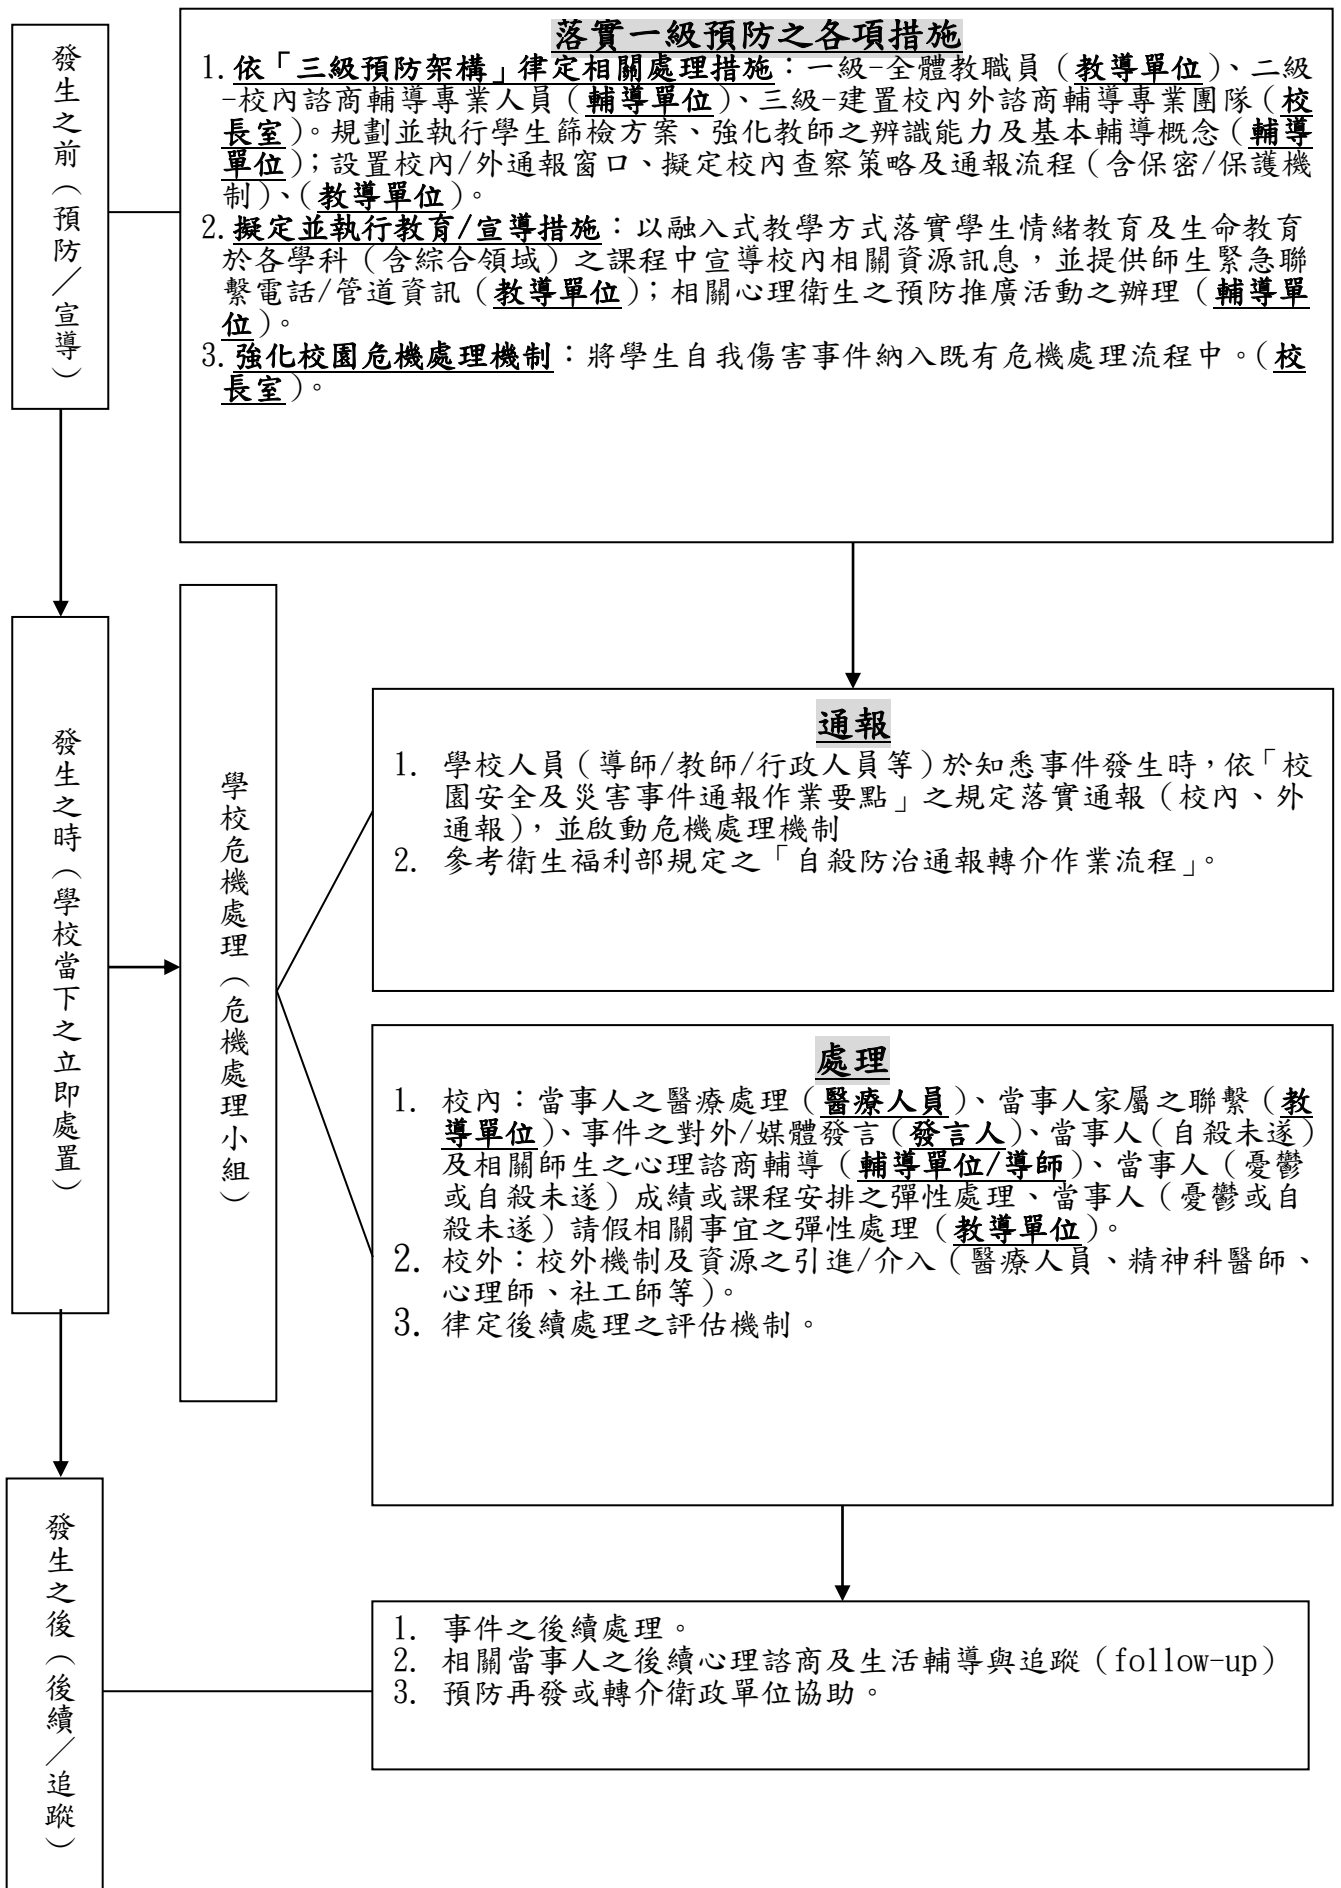 發生之前（預防／宣導）
落實一級預防之各項措施
1.依「三級預防架構」律定相關處理措施：一級-全體教職員（教導單位）、二級
-校內諮商輔導專業人員（輔導單位）、三級-建置校內外諮商輔導專業團隊（校
長室）。規劃並執行學生篩檢方案、強化教師之辨識能力及基本輔導概念（輔導
單位）；設置校內/外通報窗口、擬定校內查察策略及通報流程（含保密/保護機
制）、（教導單位）。
2.擬定並執行教育/宣導措施：以融入式教學方式落實學生情緒教育及生命教育
於各學科（含綜合領域）之課程中宣導校內相關資源訊息，並提供師生緊急聯
繫電話/管道資訊（教導單位）；相關心理衛生之預防推廣活動之辦理（輔導單
位）。
3.強化校園危機處理機制：將學生自我傷害事件納入既有危機處理流程中。（校
長室）。
發生之時（學校當下之立即處置）
學校危機處理（危機處理小組）
通報
1. 學校人員（導師/教師/行政人員等）於知悉事件發生時，依「校
園安全及災害事件通報作業要點」之規定落實通報（校內、外
通報），並啟動危機處理機制
2. 參考衛生福利部規定之「自殺防治通報轉介作業流程」。
處理
1. 校內：當事人之醫療處理（醫療人員）、當事人家屬之聯繫（教
導單位）、事件之對外/媒體發言（發言人）、當事人（自殺未遂）
及相關師生之心理諮商輔導（輔導單位/導師）、當事人（憂鬱
或自殺未遂）成績或課程安排之彈性處理、當事人（憂鬱或自
殺未遂）請假相關事宜之彈性處理（教導單位）。
2. 校外：校外機制及資源之引進/介入（醫療人員、精神科醫師、
心理師、社工師等）。
3. 律定後續處理之評估機制。
發生之後（後續／追蹤）
1. 事件之後續處理。
2. 相關當事人之後續心理諮商及生活輔導與追蹤（follow-up）
3. 預防再發或轉介衛政單位協助。